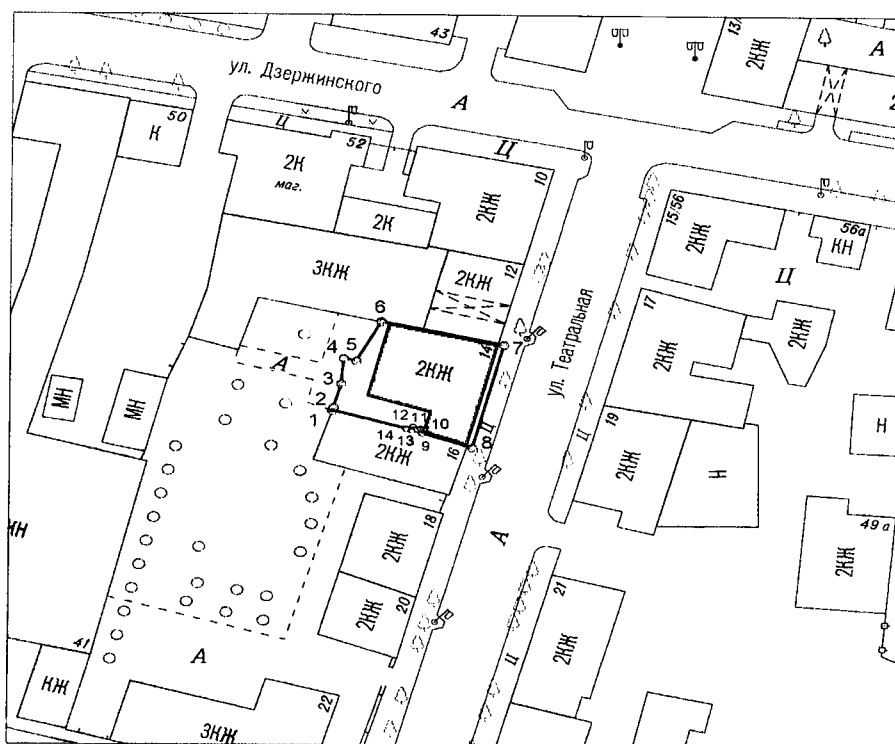 43
13/
2КЖ
А
ул. Дзержинского
А
50
К
Ц
52
2К
маг.
Ц
10
2КЖ
2К
15/56
2КЖ
56а
КН
Ц
3КЖ
2КЖ
12
17
2КЖ
2КЖ
ул. Театральная
6
7
14
5
4
А
3
2
1
2КЖ
МН
МН
12
11
10
14
13
9
8
Ц
16
2КЖ
19
2КЖ
Ц
Н
Н
18
2КЖ
А
49а
2КЖ
КН
20
2КЖ
21
2КЖ
Ц
41
КЖ
А
22
3КЖ